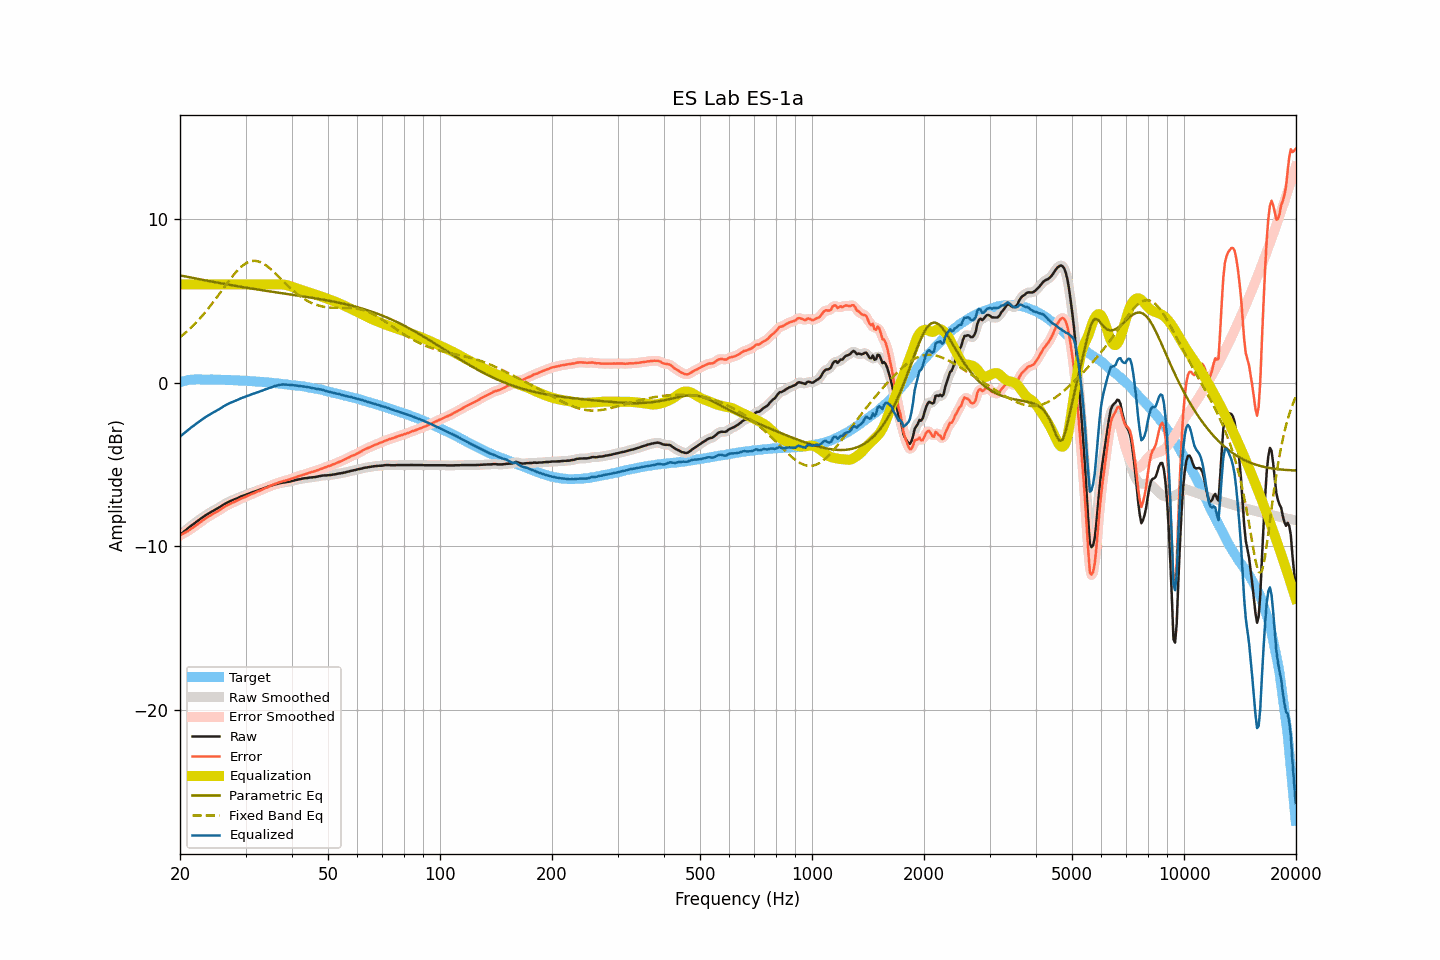 ES Lab ES-1a
Amplitude (dBr)
10
0
−10
−20
Target
Raw Smoothed
Error Smoothed
Raw
Error
Equalization
Parametric Eq
Fixed Band Eq
Equalized
20 50 100 200 500 1000 2000 5000 10000 20000
Frequency (Hz)